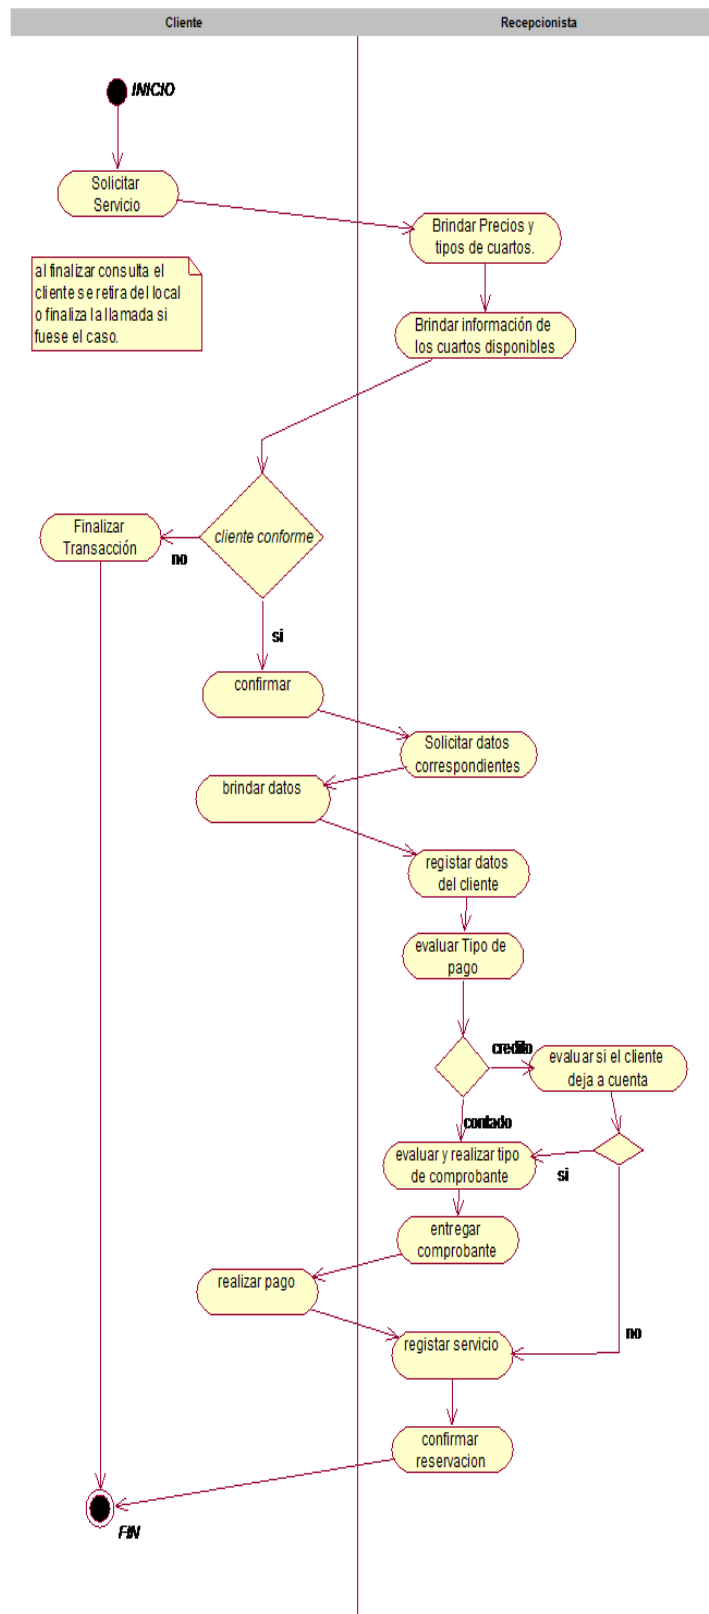 Cliente
Recepcionista
INICIO
Solicitar
Servicio
Brindar Precios y
tipos de cuartos.
al finalizar consulta el
cliente se retira del local
o finaliza la llamada si
fuese el caso.
Brindar información de
los cuartos disponibles
Finalizar
Transacción
cliente conforme
no
si
confirmar
Solicitar datos
correspondientes
brindar datos
registar datos
del cliente
evaluar Tipo de
pago
credito
evaluar si el cliente
deja a cuenta
contado
evaluar y realizar tipo
de comprobante
si
entregar
comprobante
realizar pago
no
registar servicio
confirmar
reservacion
FIN